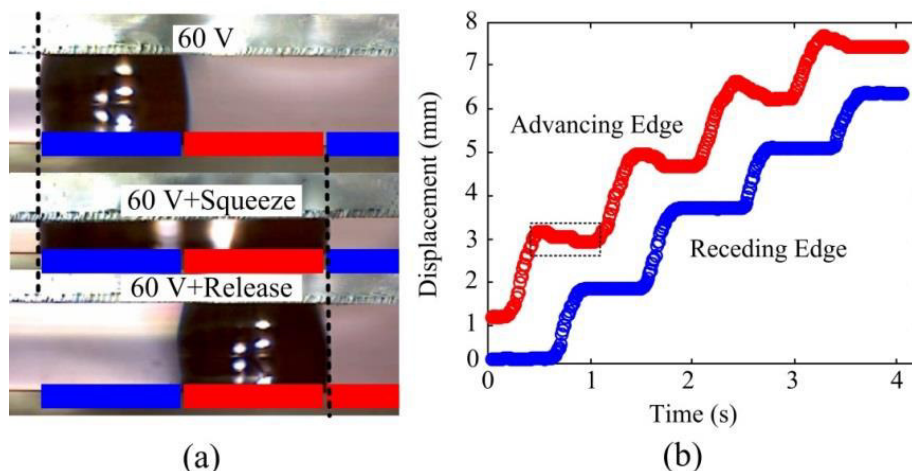 60 V
60 V+Squeeze
60 V+Release
(a)
8
7
6
5
4
3
2
1
0
Displacement (mm)
Advancing Edge
Receding Edge
0 1 2 3 4
Time (s)
(b)